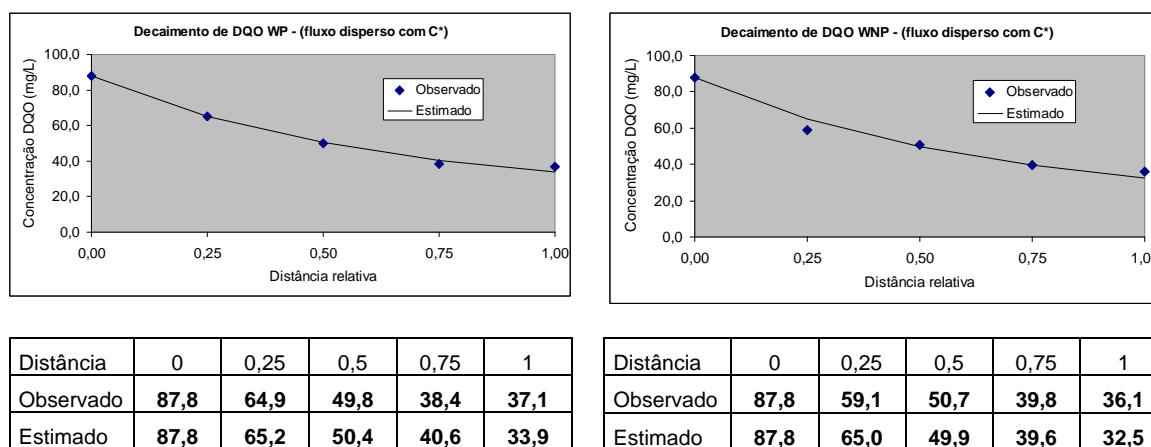 Decaimento de DQO WP - (fluxo disperso com C*)
Concentração DQO (mg/L)
100,0
80,0
60,0
40,0
20,0
0,0
Observado
Estimado
0,00 0,25 0,50 0,75 1,00
Distância relativa
Decaimento de DQO WNP - (fluxo disperso com C*)
Concentração DQO (mg/L)
100,0
80,0
60,0
40,0
20,0
0,0
Observado
Estimado
0,00 0,25 0,50 0,75 1,0
Distância relativa
Distância 0 0,25 0,5 0,75 1
Observado 87,8 64,9 49,8 38,4 37,1
Estimado 87,8 65,2 50,4 40,6 33,9
Distância 0 0,25 0,5 0,75 1
Observado 87,8 59,1 50,7 39,8 36,1
Estimado 87,8 65,0 49,9 39,6 32,5